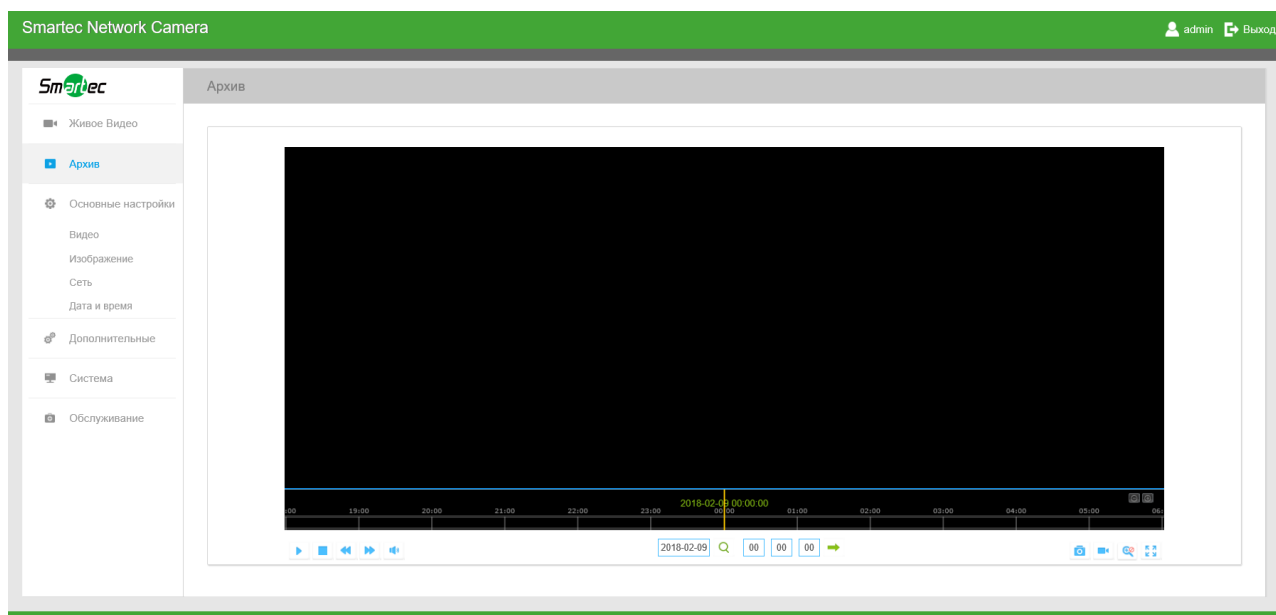 Smartec Network Camera
admin Выход
Smartec
Архив
Живое Видео
Архив
Основные настройки
Видео
Изображение
Сеть
Дата и время
Дополнительные
Система
Обслуживание
2018-02-09 00:00:00
:00 19:00 20:00 21:00 22:00 23:00 00:00 01:00 02:00 03:00 04:00 05:00 06:
2018-02-09 00 00 00